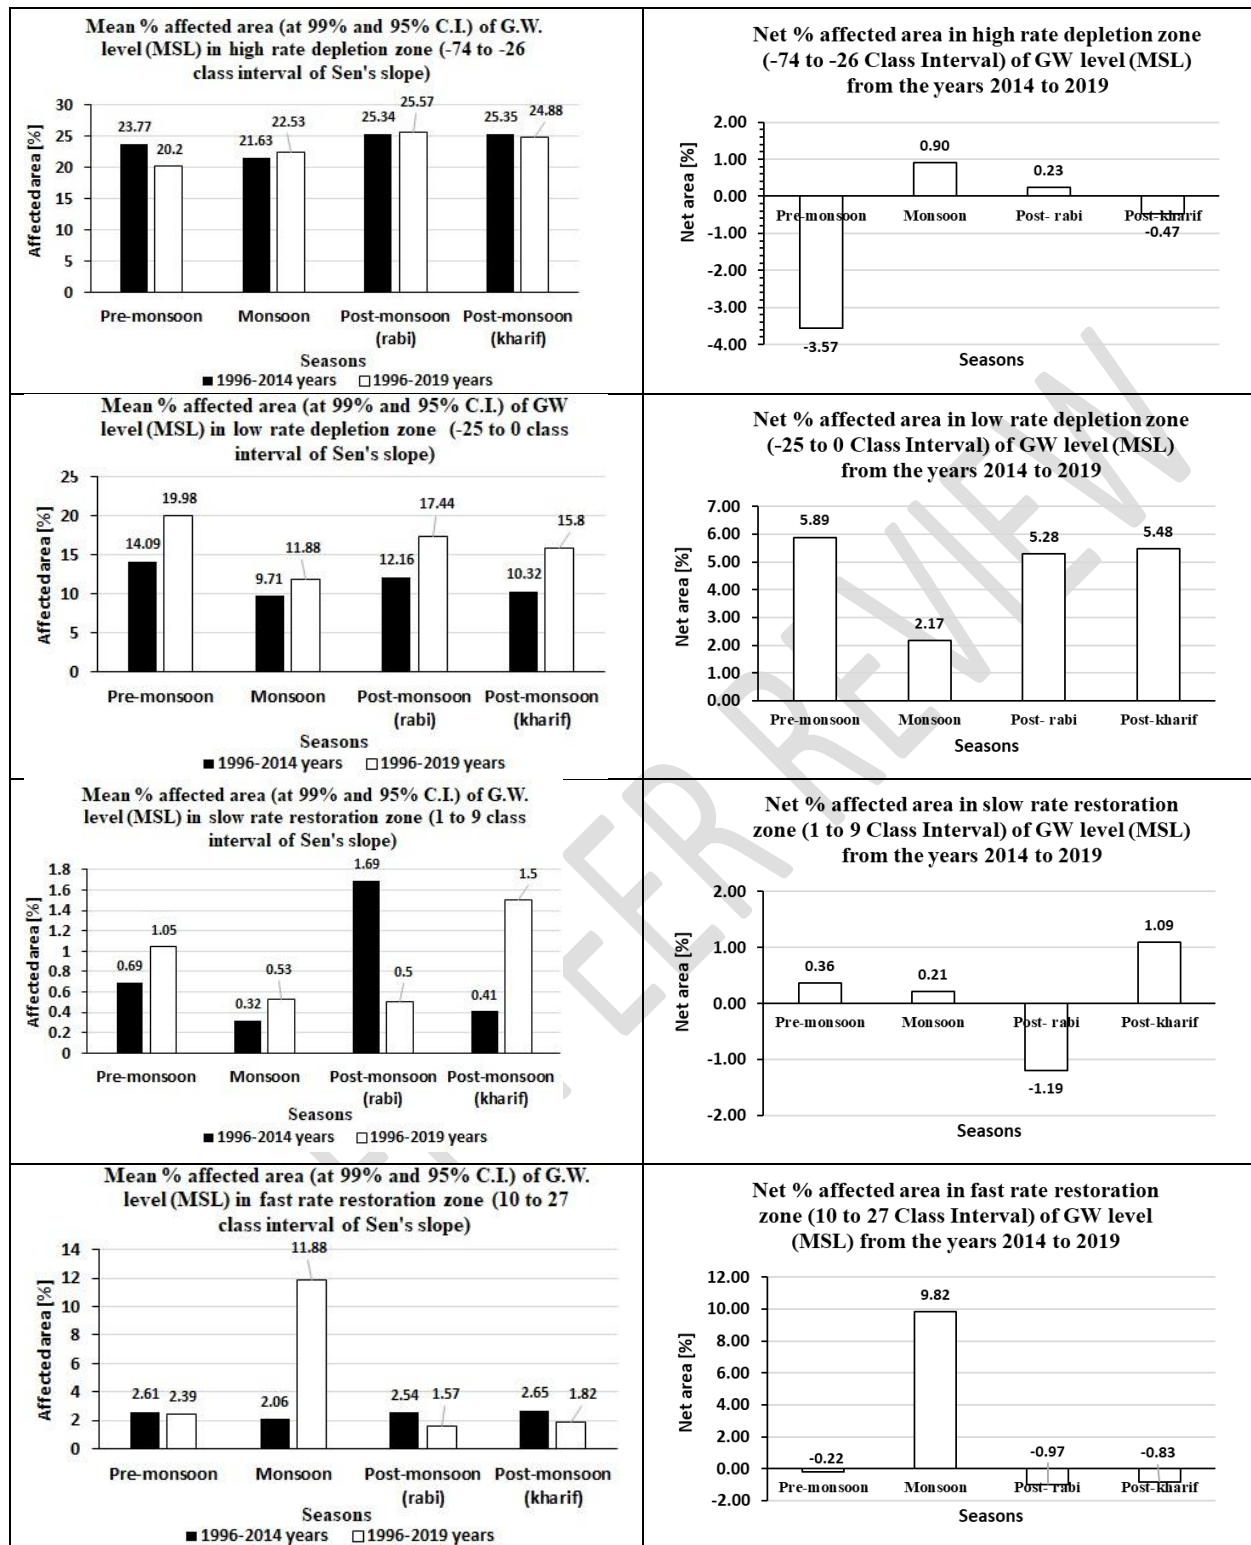 Mean % affected area (at 99% and 95% C.I.) of G.W.
level (MSL) in high rate depletion zone (-74 to -26
class interval of Sen's slope)
Affected area [%]
30
25
20
15
10
5
0
23.77
20.2
21.63
22.53
25.34
25.57
25.35
24.88
Pre-monsoon
Monsoon
Post-monsoon
(rabi)
Post-monsoon
(kharif)
Seasons
1996-2014 years
1996-2019 years
Net % affected area in high rate depletion zone
(-74 to -26 Class Interval) of GW level (MSL)
from the years 2014 to 2019
Net area [%]
2.00
1.00
0.00
-1.00
-2.00
-3.00
-4.00
-3.57
0.90
0.23
-0.47
Pre-monsoon
Monsoon
Post- rabi
Post-kharif
Seasons
Mean % affected area (at 99% and 95% C.I.) of GW
level (MSL) in low rate depletion zone (-25 to 0 class
interval of Sen's slope)
Affected area [%]
25
20
15
10
5
0
14.09
19.98
9.71
11.88
12.16
17.44
10.32
15.8
Pre-monsoon
Monsoon
Post-monsoon
(rabi)
Post-monsoon
(kharif)
Seasons
1996-2014 years
1996-2019 years
Net % affected area in low rate depletion zone
(-25 to 0 Class Interval) of GW level (MSL)
from the years 2014 to 2019
Net area [%]
7.00
6.00
5.00
4.00
3.00
2.00
1.00
0.00
5.89
2.17
5.28
5.48
Pre-monsoon
Monsoon
Post- rabi
Post-kharif
Seasons
Mean % affected area (at 99% and 95% C.I.) of G.W.
level (MSL) in slow rate restoration zone (1 to 9 class
interval of Sen's slope)
Affected area [%]
1.8
1.6
1.4
1.2
1
0.8
0.6
0.4
0.2
0
0.69
1.05
0.32
0.53
1.69
0.5
0.41
1.5
Pre-monsoon
Monsoon
Post-monsoon
(rabi)
Post-monsoon
(kharif)
Seasons
1996-2014 years
1996-2019 years
Net % affected area in slow rate restoration
zone (1 to 9 Class Interval) of GW level (MSL)
from the years 2014 to 2019
Net area [%]
2.00
1.00
0.00
-1.00
-2.00
0.36
0.21
-1.19
1.09
Pre-monsoon
Monsoon
Post- rabi
Post-kharif
Seasons
Mean % affected area (at 99% and 95% C.I.) of G.W.
level (MSL) in fast rate restoration zone (10 to 27
class interval of Sen's slope)
Affected area [%]
14
12
10
8
6
4
2
0
2.61
2.39
2.06
11.88
2.54
1.57
2.65
1.82
Pre-monsoon
Monsoon
Post-monsoon
(rabi)
Post-monsoon
(kharif)
Seasons
1996-2014 years
1996-2019 years
Net % affected area in fast rate restoration
zone (10 to 27 Class Interval) of GW level
(MSL) from the years 2014 to 2019
Net area [%]
12.00
10.00
8.00
6.00
4.00
2.00
0.00
-2.00
-0.22
9.82
-0.97
-0.83
Pre-monsoon
Monsoon
Post- rabi
Post-kharif
Seasons
ER REVIEW